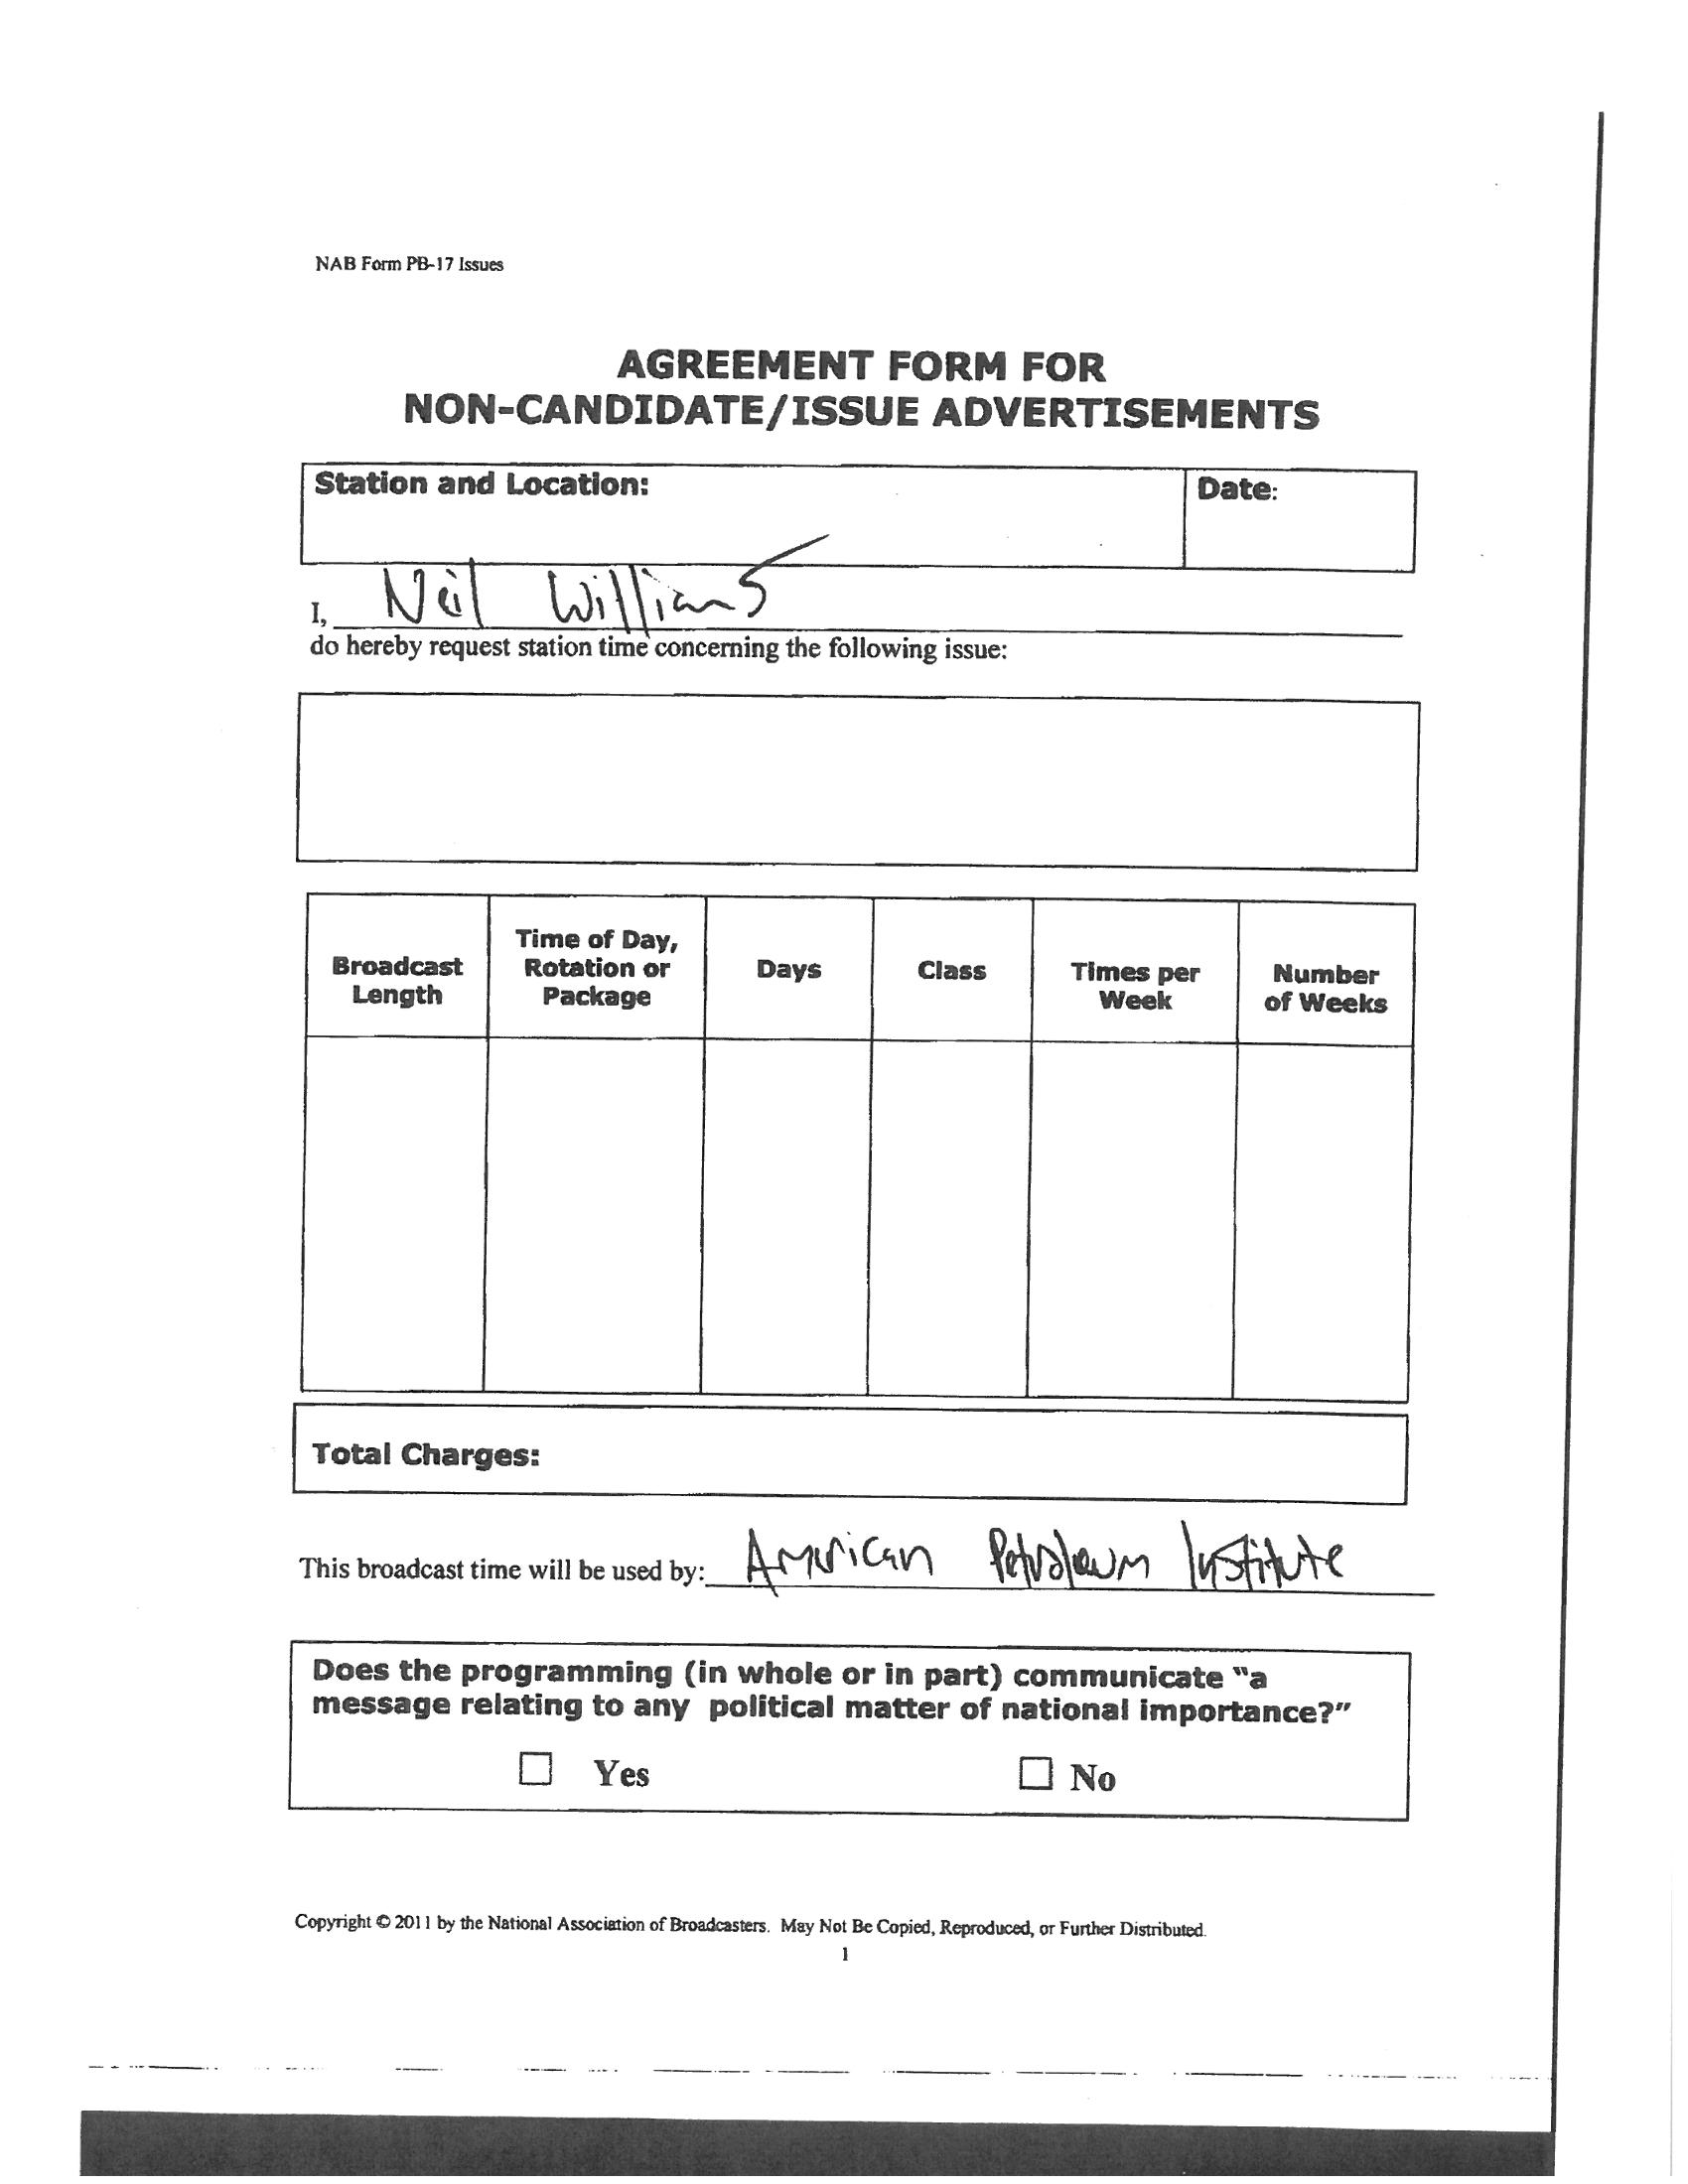 NAB Form PB-17 Issues
AGREEMENT FORM FOR
NON-CANDIDATE/ISSUE ADVERTISEMENTS
Station and Location:
Date:
I, Neil Williams
do hereby request station time concerning the following issue:
Broadcast Length
Time of Day, Rotation or Package
Days
Class
Times per Week
Number of Weeks
Total Charges:
This broadcast time will be used by: American Petroleum Institute
Does the programming (in whole or in part) communicate "a
message relating to any political matter of national importance?"
☐ Yes ☐ No
Copyright © 2011 by the National Association of Broadcasters. May Not Be Copied, Reproduced, or Further Distributed.
1